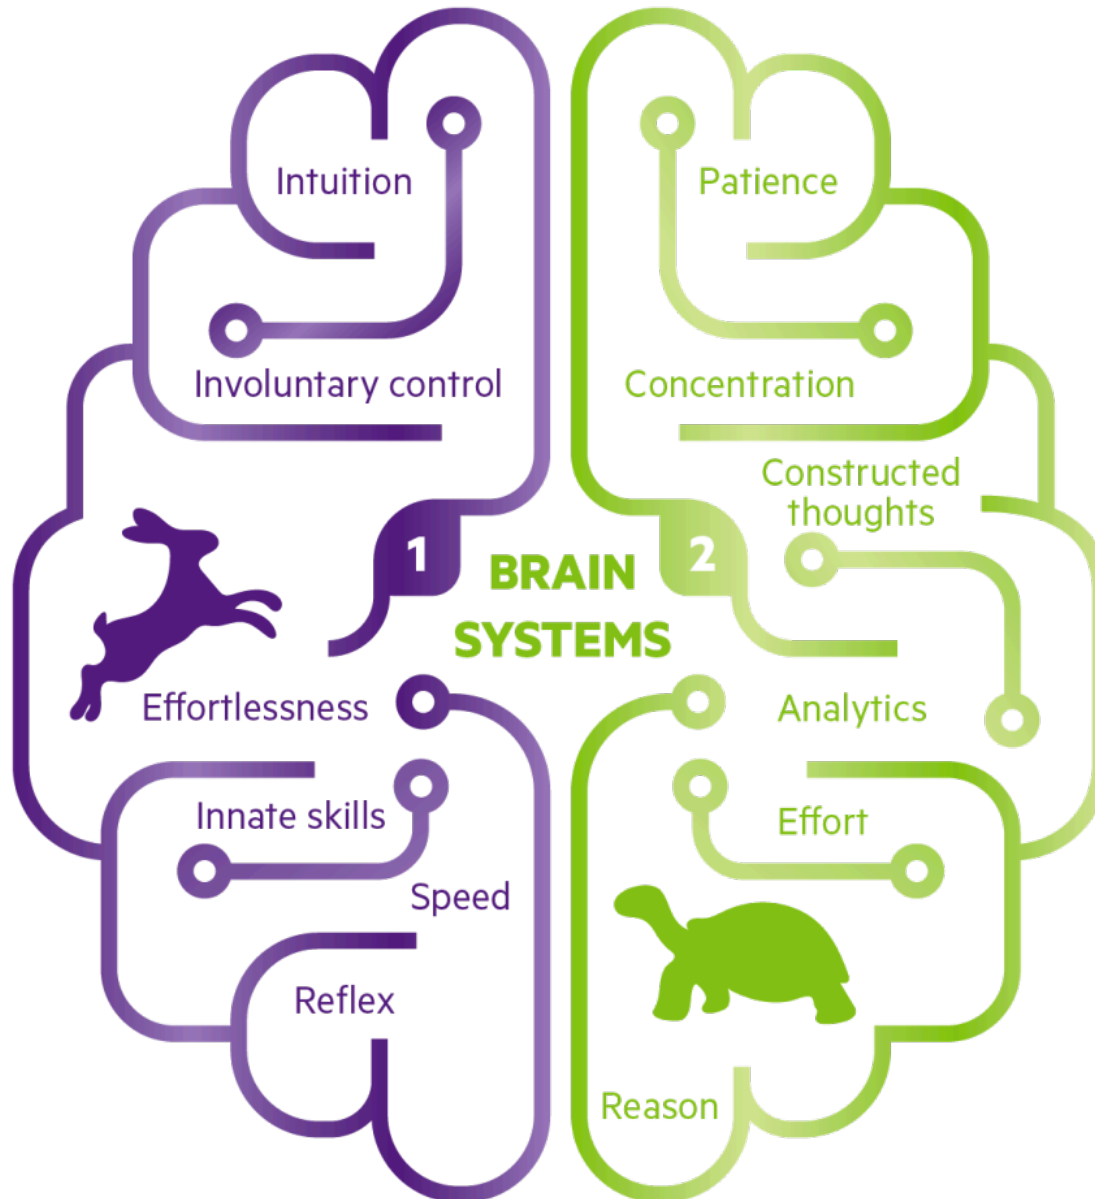 Intuition
Involuntary control
Effortlessness
Innate skills
Speed
Reflex
1
BRAIN
SYSTEMS
2
Patience
Concentration
Constructed
thoughts
Analytics
Effort
Reason